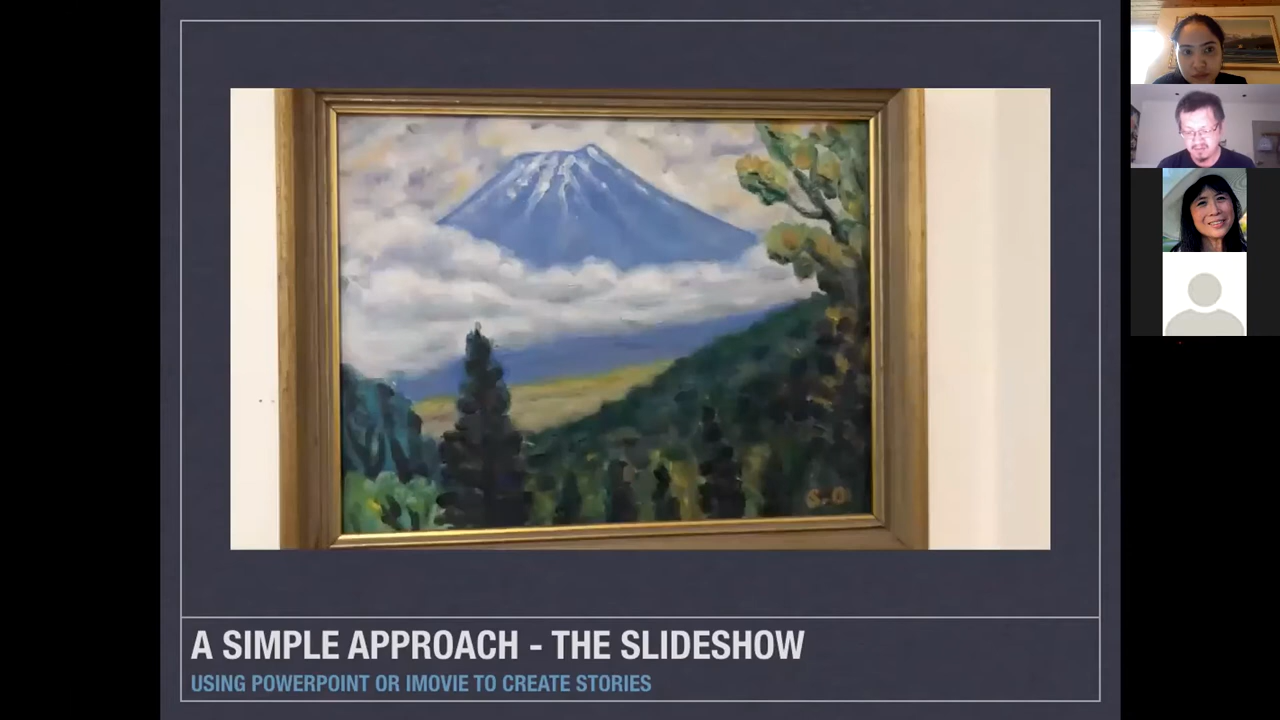 S.O.
A SIMPLE APPROACH - THE SLIDESHOW
USING POWERPOINT OR IMOVIE TO CREATE STORIES